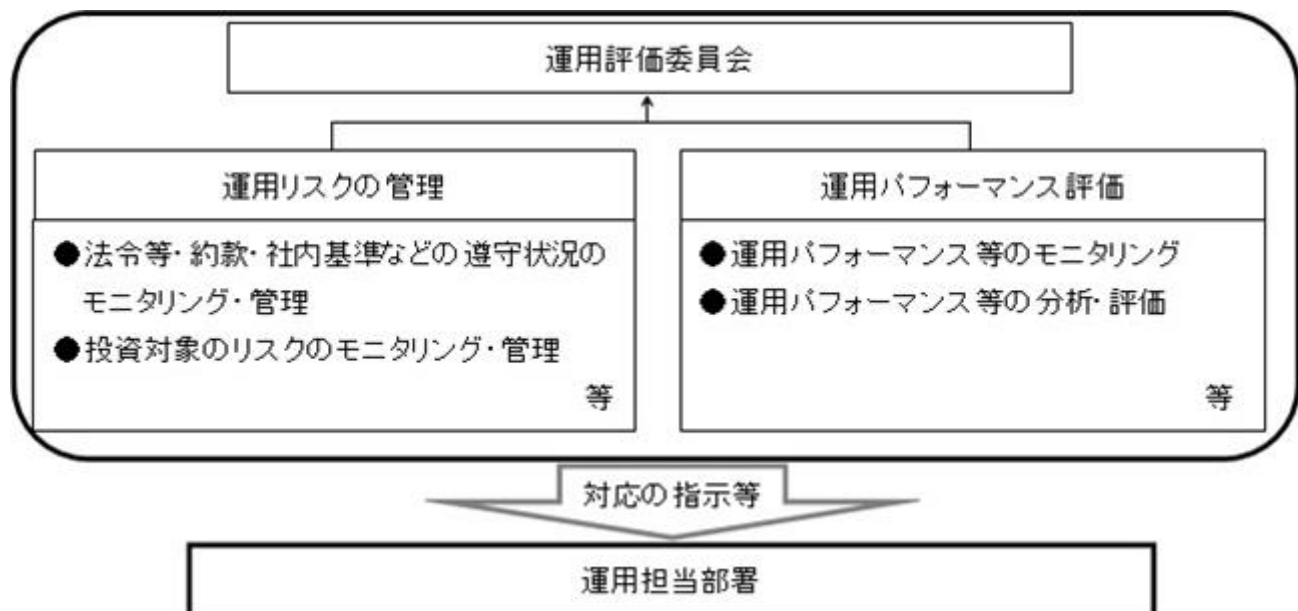 運用評価委員会
運用リスクの管理
●法令等・約款・社内基準などの遵守状況の
モニタリング・管理
●投資対象のリスクのモニタリング・管理
等
運用パフォーマンス評価
●運用パフォーマンス等のモニタリング
●運用パフォーマンス等の分析・評価
等
対応の指示等
運用担当部署